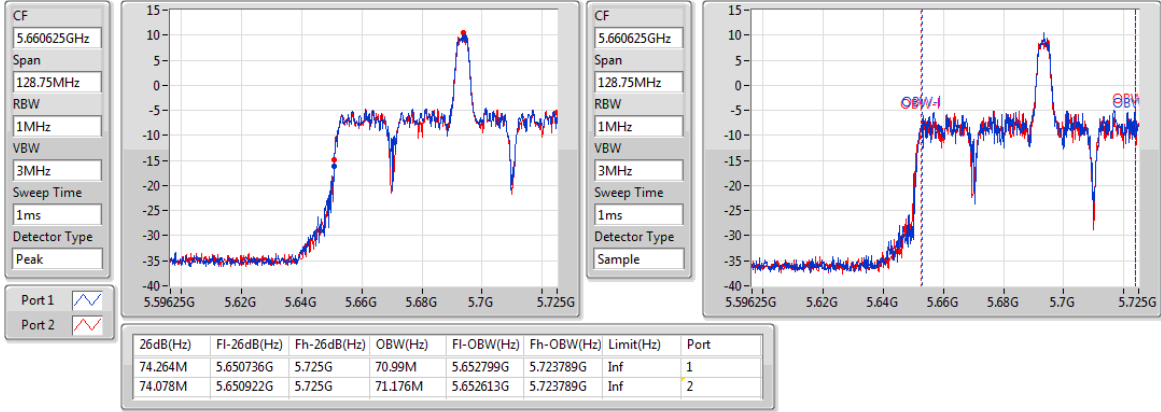 CF
5.660625GHz
Span
128.75MHz
RBW
1MHz
VBW
3MHz
Sweep Time
1ms
Detector Type
Peak
Port 1
Port 2
15-
10-
5-
0-
-5-
-10-
-15-
-20-
-25-
-30-
-35-
-40-
5.59625G 5.62G 5.64G 5.66G 5.68G 5.7G 5.725G
CF
5.660625GHz
Span
128.75MHz
RBW
1MHz
VBW
3MHz
Sweep Time
1ms
Detector Type
Sample
15-
10-
5-
0-
-5-
-10-
-15-
-20-
-25-
-30-
-35-
-40-
OBW-l
OBW
5.59625G 5.62G 5.64G 5.66G 5.68G 5.7G 5.725G
26dB(Hz) Fl-26dB(Hz) Fh-26dB(Hz) OBW(Hz) Fl-OBW(Hz) Fh-OBW(Hz) Limit(Hz) Port
74.264M 5.650736G 5.725G 70.99M 5.652799G 5.723789G Inf 1
74.078M 5.650922G 5.725G 71.176M 5.652613G 5.723789G Inf 2